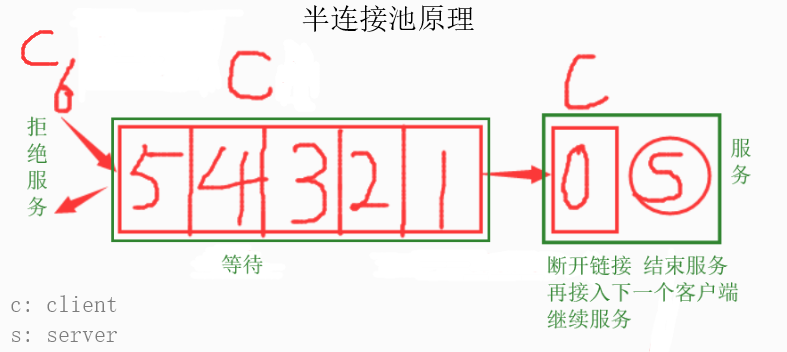 半连接池原理
C
6
C
C
拒绝服务
5 4 3 2 1
0 S
服务
等待
断开链接 结束服务
再接入下一个客户端
继续服务
c: client
s: server